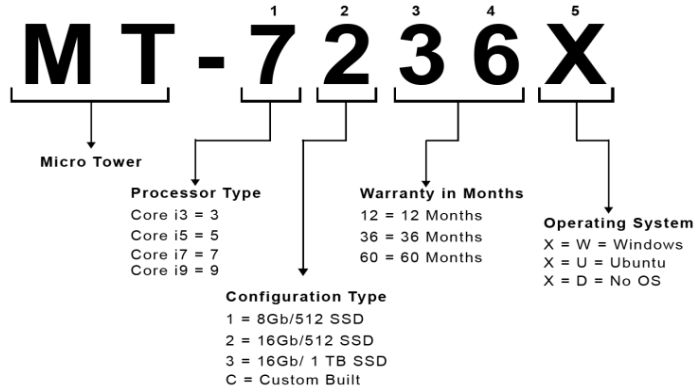 1 2 3 4 5
MT-7236X
Micro Tower
Processor Type
Core i3 = 3
Core i5 = 5
Core i7 = 7
Core i9 = 9
Configuration Type
1 = 8Gb/512 SSD
2 = 16Gb/512 SSD
3 = 16Gb/ 1 TB SSD
C = Custom Built
Warranty in Months
12 = 12 Months
36 = 36 Months
60 = 60 Months
Operating System
X = W = Windows
X = U = Ubuntu
X = D = No OS